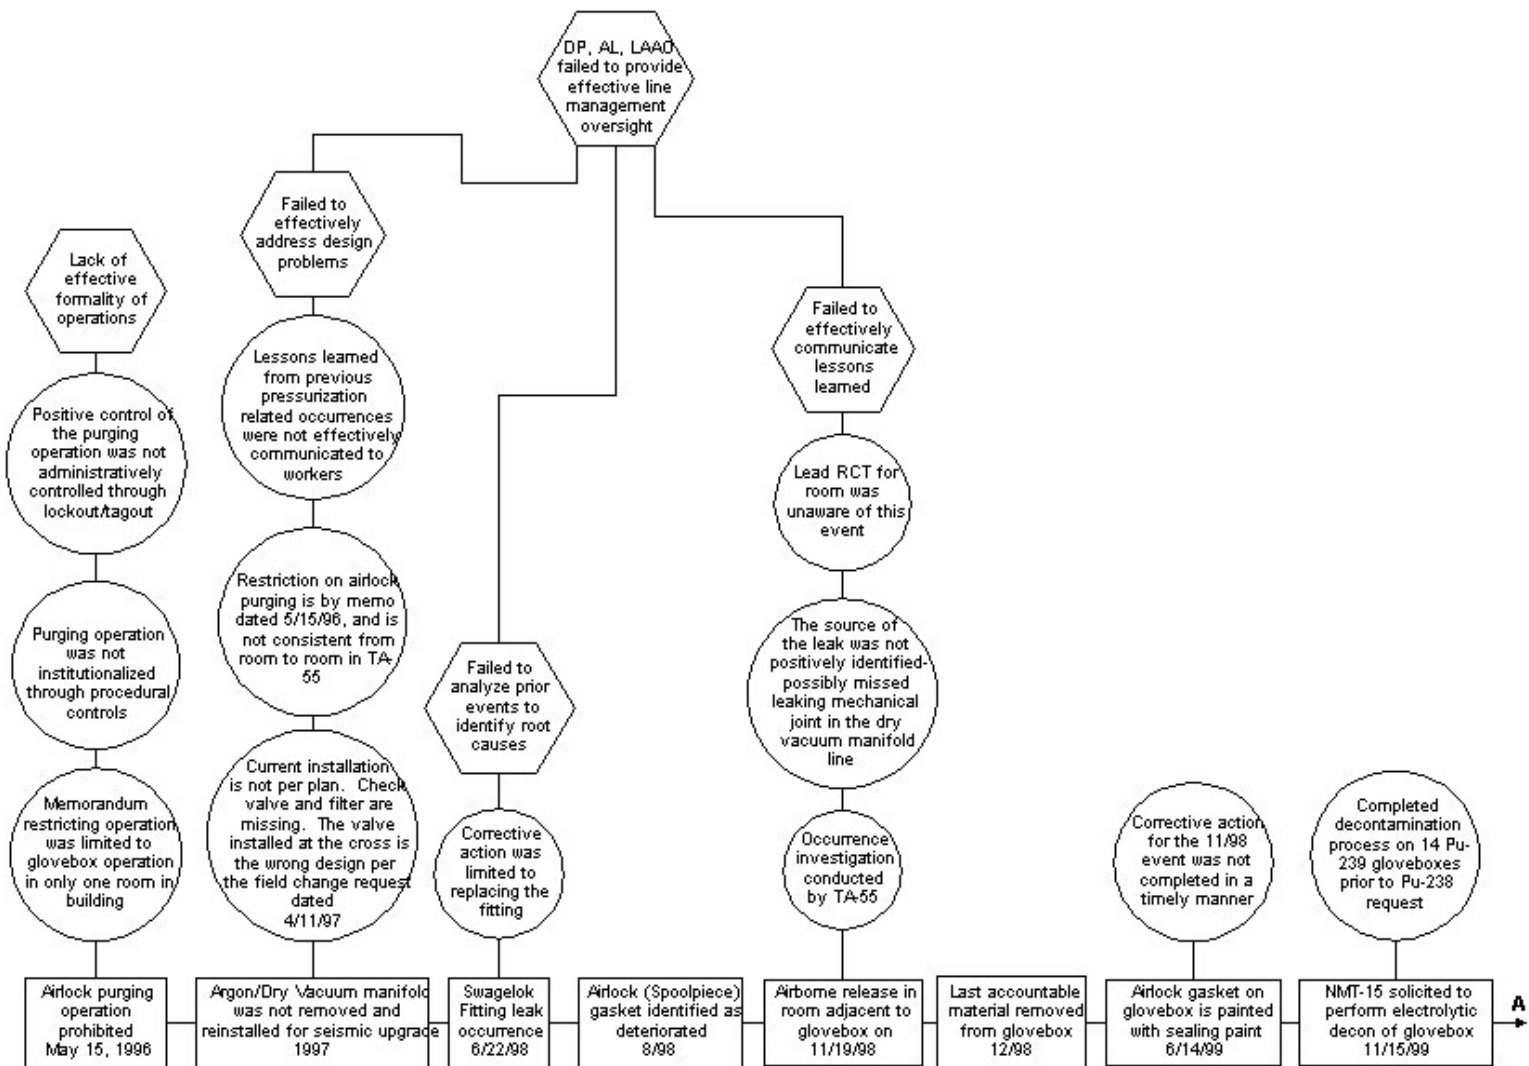 DP, AL, LAAO
failed to provide
effective line
management
oversight
Failed to
effectively
address design
problems
Lack of
effective
formality of
operations
Failed to
effectively
communicate
lessons
learned
Lessons learned
from previous
pressurization
related occurrences
were not effectively
communicated to
workers
Positive control of
the purging
operation was not
administratively
controlled through
lockout/tagout
Lead RCT for
room was
unaware of this
event
Restriction on airlock
purging is by memo
dated 5/15/96, and is
not consistent from
room to room in TA-
55
Purging operation
was not
institutionalized
through procedural
controls
The source of
the leak was not
positively identified-
possibly missed
leaking mechanical
joint in the dry
vacuum manifold
line
Failed to
analyze prior
events to
identify root
causes
Current installation
is not per plan. Check
valve and filter are
missing. The valve
installed at the cross is
the wrong design per
the field change request
dated
4/11/97
Memorandum
restricting operation
was limited to
glovebox operation
in only one room in
building
Corrective
action was
limited to
replacing the
fitting
Occurrence
investigation
conducted
by TA-55
Corrective action
for the 11/98
event was not
completed in a
timely manner
Completed
decontamination
process on 14 Pu-
239 gloveboxes
prior to Pu-238
request
Airlock purging
operation
prohibited
May 15, 1996
Argon/Dry Vacuum manifold
was not removed and
reinstalled for seismic upgrade
1997
Swagelok
Fitting leak
occurrence
6/22/98
Airlock (Spoolpiece)
gasket identified as
deteriorated
8/98
Airborne release in
room adjacent to
glovebox on
11/19/98
Last accountable
material removed
from glovebox
12/98
Airlock gasket on
glovebox is painted
with sealing paint
6/14/99
NMT-15 solicited to
perform electrolytic
decon of glovebox
11/15/99
A